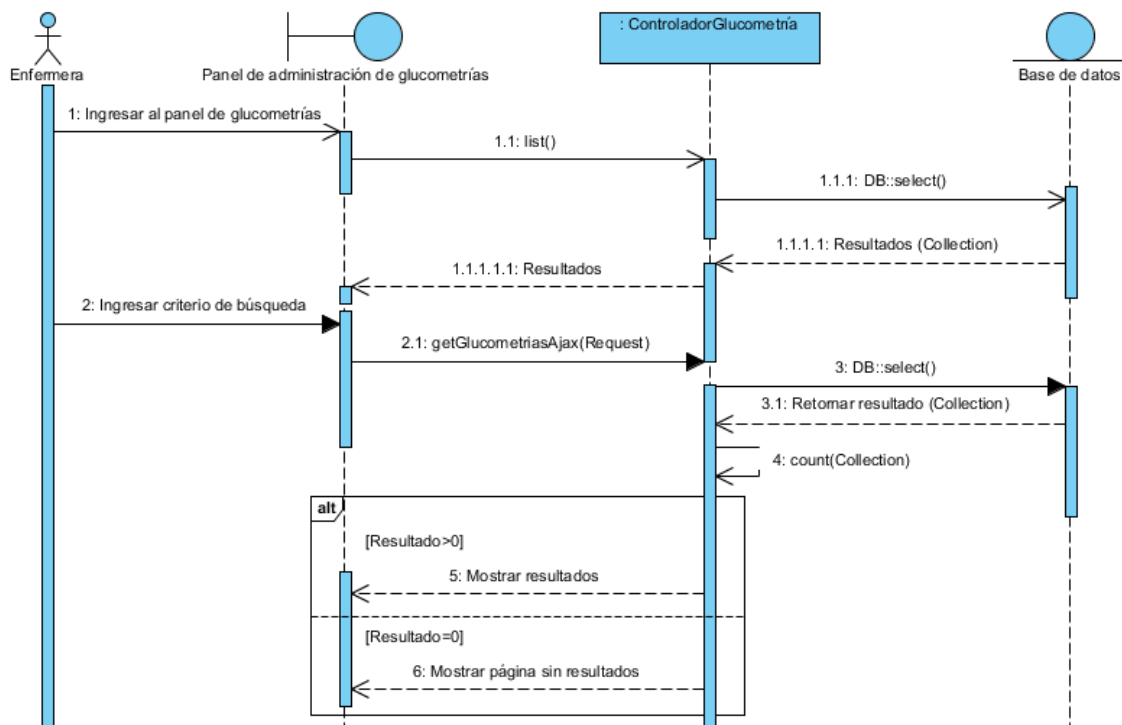 : ControladorGlucometría
Enfermera
Panel de administración de glucometrías
Base de datos
1: Ingresar al panel de glucometrías
1.1: list()
1.1.1: DB::select()
1.1.1.1: Resultados (Collection)
1.1.1.1.1: Resultados
2: Ingresar criterio de búsqueda
2.1: getGlucometriasAjax(Request)
3: DB::select()
3.1: Retornar resultado (Collection)
4: count(Collection)
alt
[Resultado>0]
5: Mostrar resultados
[Resultado=0]
6: Mostrar página sin resultados